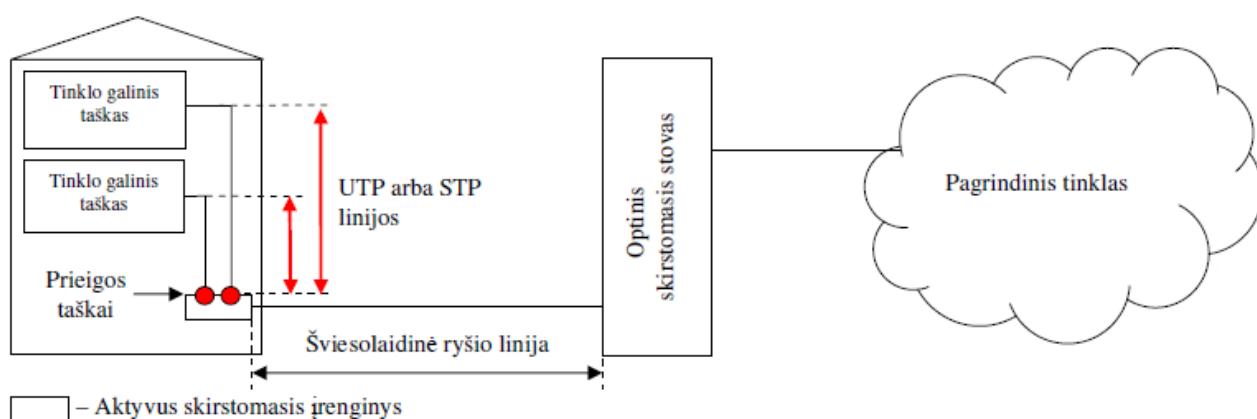 Tinklo galinis
taškas
Tinklo galinis
taškas
UTP arba STP
linijos
Prieigos
taškai
Šviesolaidinė ryšio linija
Optinis
skirstomasis stovas
Pagrindinis tinklas
– Aktyvus skirstomasis įrenginys